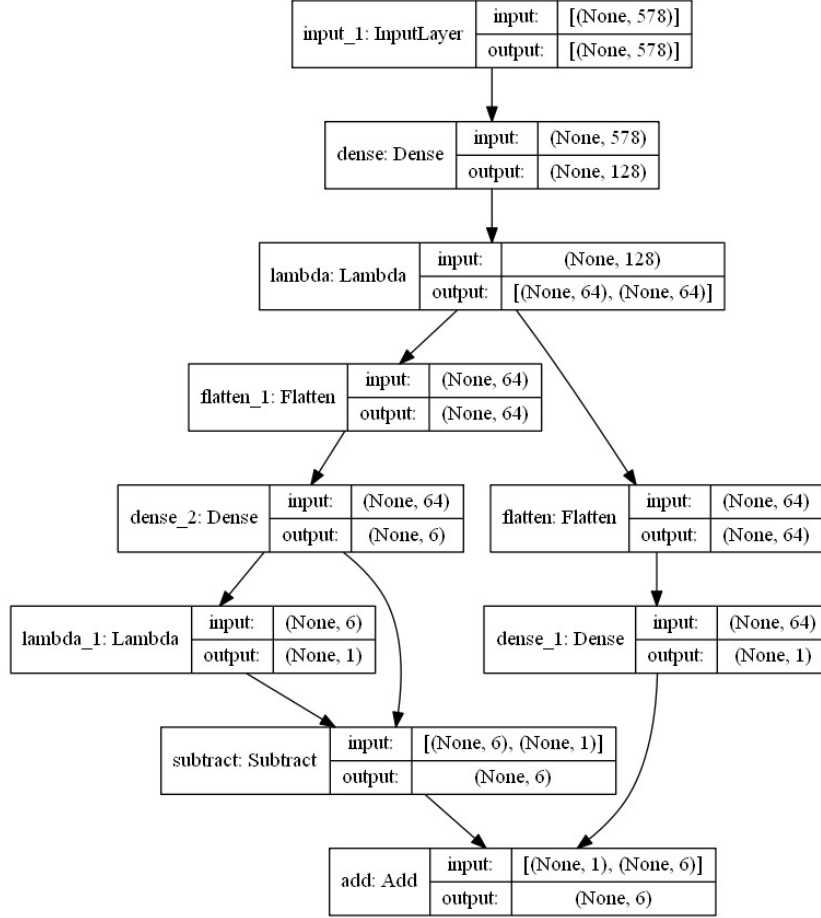 input_1: InputLayer
input: [(None, 578)]
output: [(None, 578)]
dense: Dense
input: (None, 578)
output: (None, 128)
lambda: Lambda
input: (None, 128)
output: [(None, 64), (None, 64)]
flatten_1: Flatten
input: (None, 64)
output: (None, 64)
dense_2: Dense
input: (None, 64)
output: (None, 6)
flatten: Flatten
input: (None, 64)
output: (None, 64)
lambda_1: Lambda
input: (None, 6)
output: (None, 1)
dense_1: Dense
input: (None, 64)
output: (None, 1)
subtract: Subtract
input: [(None, 6), (None, 1)]
output: (None, 6)
add: Add
input: [(None, 1), (None, 6)]
output: (None, 6)